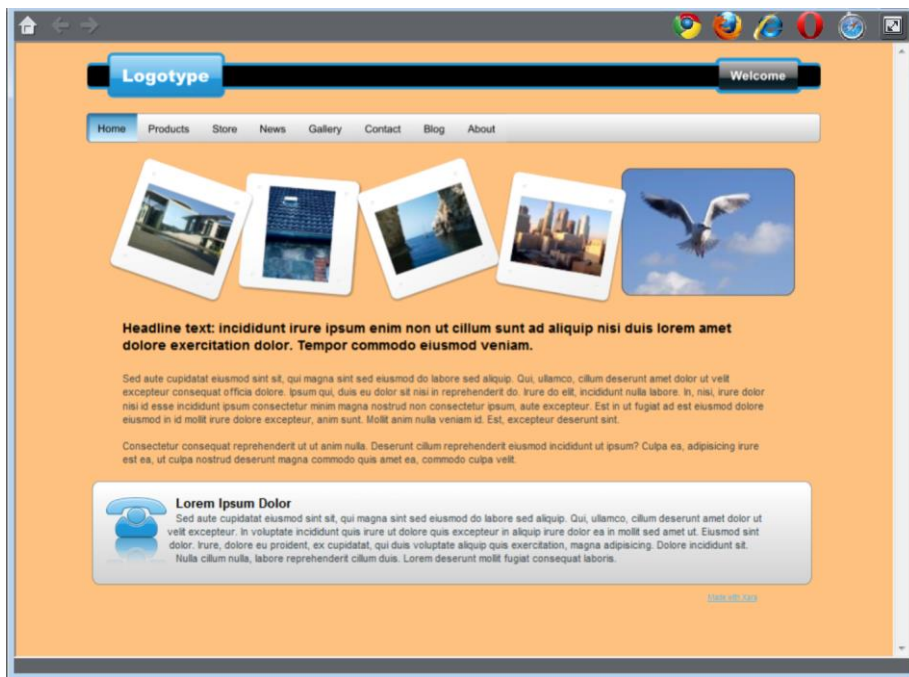 Logotype
Welcome
Home Products Store News Gallery Contact Blog About
Headline text: incididunt irure ipsum enim non ut cillum sunt ad aliquip nisi duis lorem amet
dolore exercitation dolor. Tempor commodo eiusmod veniam.
Sed aute cupidatat eiusmod sint sit, qui magna sint sed eiusmod do labore sed aliquip. Qui, ullamco, cillum deserunt amet dolor ut velit
excepteur consequat officia dolore. Ipsum qui, duis eu dolor sit nisi in reprehenderit do. Irure do elit, incididunt nulla labore. In, nisi, irure dolor
nisi id esse incididunt ipsum consectetur minim magna nostrud non consectetur ipsum, aute excepteur. Est in ut fugiat ad est eiusmod dolore
eiusmod in id mollit irure dolore excepteur, anim sunt. Mollit anim nulla veniam id. Est, excepteur deserunt sint.
Consectetur consequat reprehenderit ut ut anim nulla. Deserunt cillum reprehenderit eiusmod incididunt ut ipsum? Culpa ea, adipisicing irure
est ea, ut culpa nostrud deserunt magna commodo quis amet ea, commodo culpa velit.
Lorem Ipsum Dolor
Sed aute cupidatat eiusmod sint sit, qui magna sint sed eiusmod do labore sed aliquip. Qui, ullamco, cillum deserunt amet dolor ut
velit excepteur. In voluptate incididunt quis irure ut dolore quis excepteur in aliquip irure dolor ea in mollit sed amet ut. Eiusmod sint
dolor. Irure, dolore eu proident, ex cupidatat, qui duis voluptate aliquip quis exercitation, magna adipisicing. Dolore incididunt sit.
Nulla cillum nulla, labore reprehenderit cillum duis. Lorem deserunt mollit fugiat consequat laboris.
Made with Xara